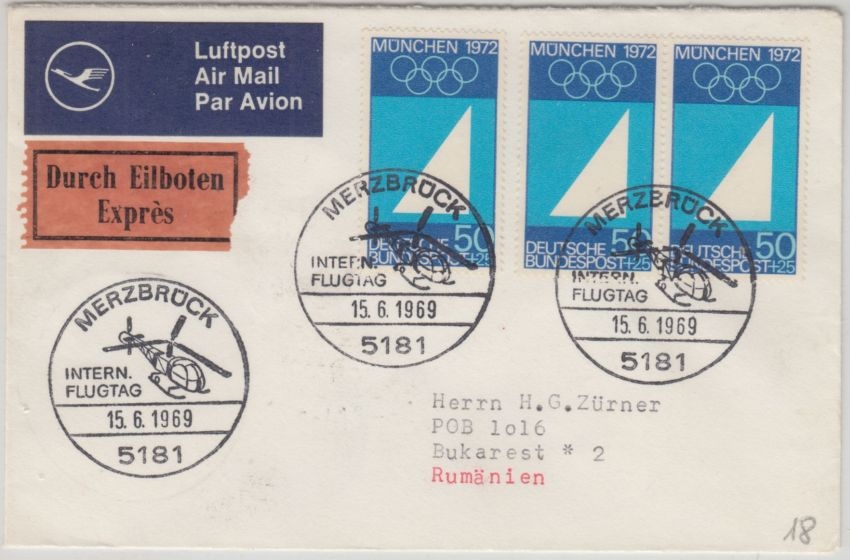 Luftpost
Air Mail
Par Avion
MÜNCHEN 1972
50
DEUTSCHE
BUNDESPOST +25
MÜNCHEN 1972
50
DEUTSCHE
BUNDESPOST +25
MÜNCHEN 1972
50
DEUTSCHE
BUNDESPOST +25
Durch Eilboten
Exprès
MERZBRÜCK
INTERN.
FLUGTAG
15.6.1969
5181
MERZBRÜCK
INTERN.
FLUGTAG
15.6.1969
5181
MERZBRÜCK
INTERN.
FLUGTAG
15.6.1969
5181
Herrn H.G.Zürner
POB 1o16
Bukarest * 2
Rumänien
18